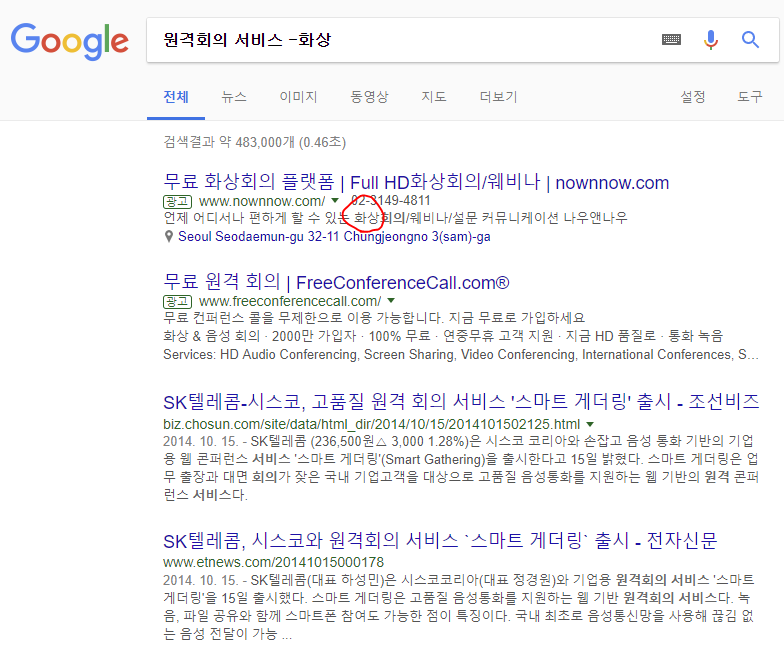 Google
원격회의 서비스 -화상
전체 뉴스 이미지 동영상 지도 더보기 설정 도구
검색결과 약 483,000개 (0.46초)
무료 화상회의 플랫폼 | Full HD화상회의/웨비나 | nownnow.com
광고 www.nownnow.com/ 02-3149-4811
언제 어디서나 편하게 할 수 있는 화상회의/웨비나/설문 커뮤니케이션 나우앤나우
Seoul Seodaemun-gu 32-11 Chungjeongno 3(sam)-ga
무료 원격 회의 | FreeConferenceCall.com®
광고 www.freeconferencecall.com/
무료 컨퍼런스 콜을 무제한으로 이용 가능합니다. 지금 무료로 가입하세요
화상 & 음성 회의 · 2000만 가입자 · 100% 무료 · 연중무휴 고객 지원 · 지금 HD 품질로 · 통화 녹음
Services: HD Audio Conferencing, Screen Sharing, Video Conferencing, International Conferences, S...
SK텔레콤-시스코, 고품질 원격 회의 서비스 '스마트 게더링' 출시 - 조선비즈
biz.chosun.com/site/data/html_dir/2014/10/15/2014101502125.html
2014. 10. 15. - SK텔레콤 (236,500원△ 3,000 1.28%)은 시스코 코리아와 손잡고 음성 통화 기반의 기업
용 웹 콘퍼런스 서비스 '스마트 게더링'(Smart Gathering)을 출시한다고 15일 밝혔다. 스마트 게더링은 업
무 출장과 대면 회의가 잦은 국내 기업고객을 대상으로 고품질 음성통화를 지원하는 웹 기반의 원격 콘퍼
런스 서비스다.
SK텔레콤, 시스코와 원격회의 서비스 `스마트 게더링` 출시 - 전자신문
www.etnews.com/20141015000178
2014. 10. 15. - SK텔레콤(대표 하성민)은 시스코코리아(대표 정경원)와 기업용 원격회의 서비스 '스마트
게더링'을 15일 출시했다. 스마트 게더링은 고품질 음성통화를 지원하는 웹 기반 원격회의 서비스다. 녹
음, 파일 공유와 함께 스마트폰 참여도 가능한 점이 특징이다. 국내 최초로 음성통신망을 사용해 끊김 없
는 음성 전달이 가능 ...